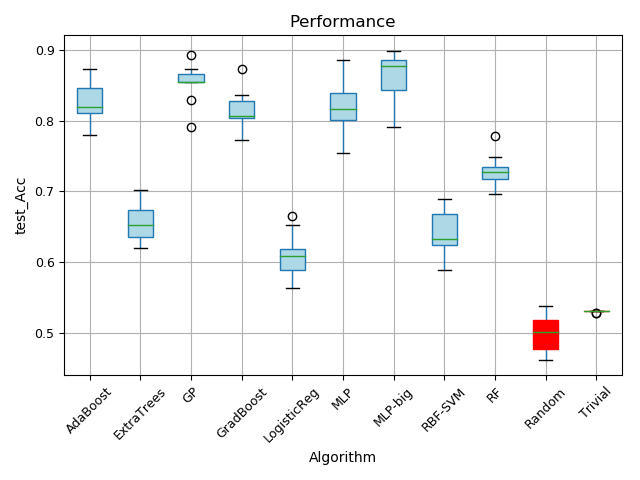 Performance
test_Acc
0.9
0.8
0.7
0.6
0.5
AdaBoost
ExtraTrees
GP
GradBoost
LogisticReg
MLP
MLP-big
RBF-SVM
RF
Random
Trivial
Algorithm